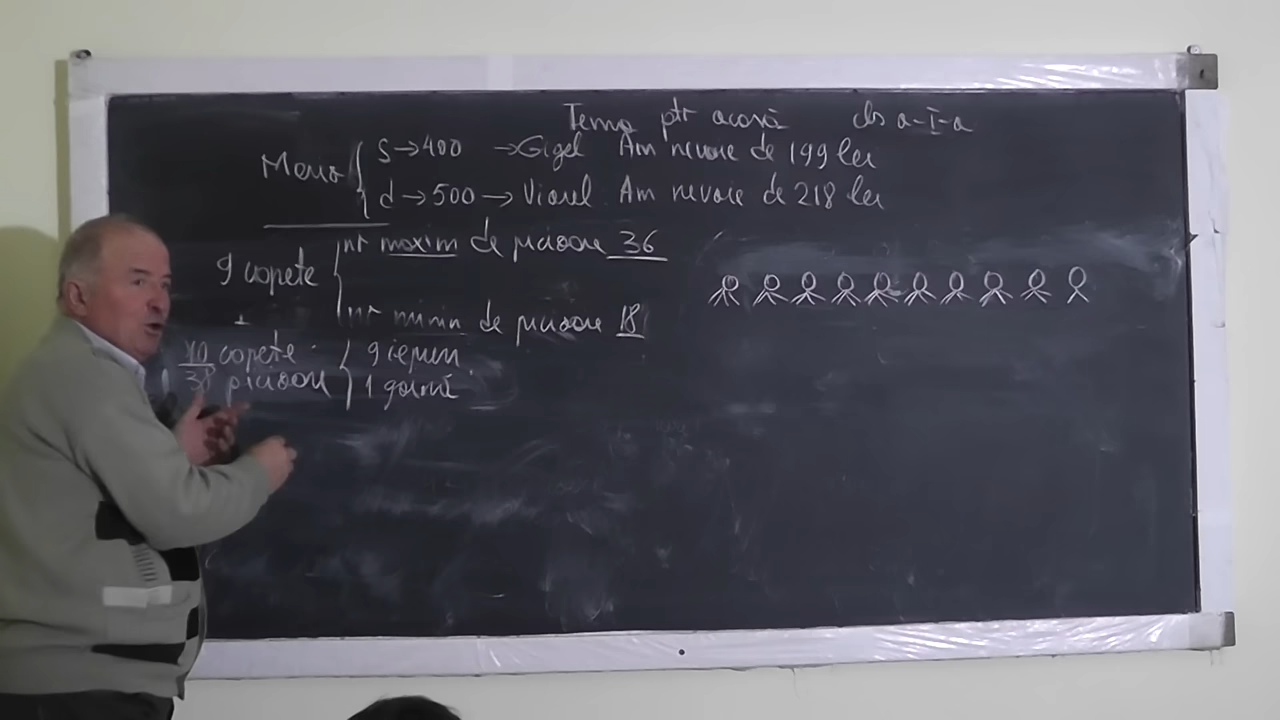 Tema ptr acasă cls a-I-a
S→400 →Gigel Am nevoie de 199 lei
Mama {
d→500→Viorel. Am nevoie de 218 lei
nr maxim de picioare 36
9 capete {
nr minim de picioare 18
10 capete { 9 iepuri
38 picioare 1 găină